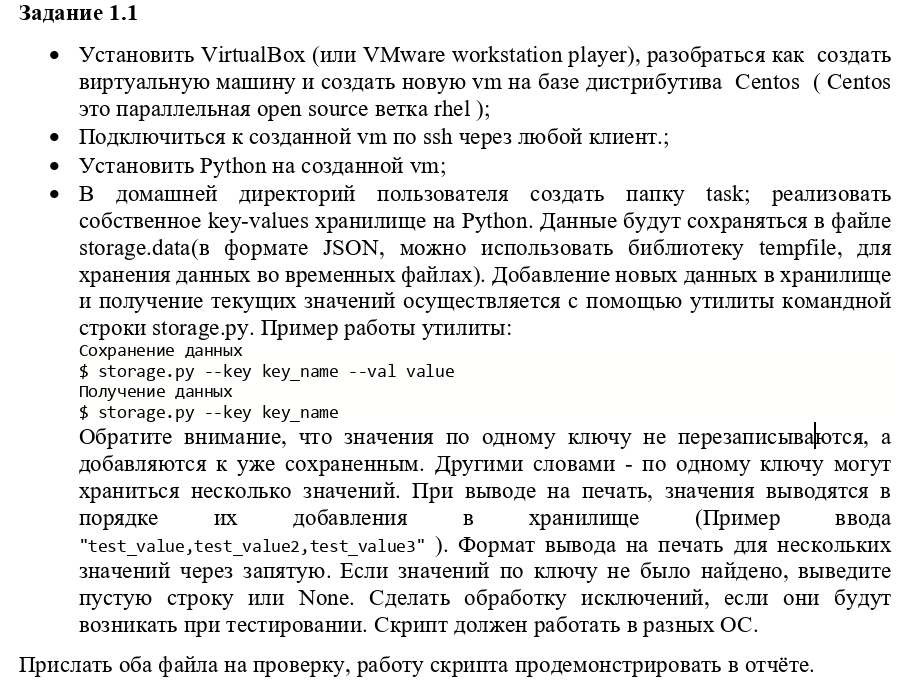 Задание 1.1
• Установить VirtualBox (или VMware workstation player), разобраться как создать
виртуальную машину и создать новую vm на базе дистрибутива Centos ( Centos
это параллельная open source ветка rhel );
• Подключиться к созданной vm по ssh через любой клиент.;
• Установить Python на созданной vm;
• В домашней директорий пользователя создать папку task; реализовать
собственное key-values хранилище на Python. Данные будут сохраняться в файле
storage.data(в формате JSON, можно использовать библиотеку tempfile, для
хранения данных во временных файлах). Добавление новых данных в хранилище
и получение текущих значений осуществляется с помощью утилиты командной
строки storage.py. Пример работы утилиты:
Сохранение данных
$ storage.py --key key_name --val value
Получение данных
$ storage.py --key key_name
Обратите внимание, что значения по одному ключу не перезаписываются, а
добавляются к уже сохраненным. Другими словами - по одному ключу могут
храниться несколько значений. При выводе на печать, значения выводятся в
порядке их добавления в хранилище (Пример ввода
"test_value,test_value2,test_value3" ). Формат вывода на печать для нескольких
значений через запятую. Если значений по ключу не было найдено, выведите
пустую строку или None. Сделать обработку исключений, если они будут
возникать при тестировании. Скрипт должен работать в разных ОС.
Прислать оба файла на проверку, работу скрипта продемонстрировать в отчёте.